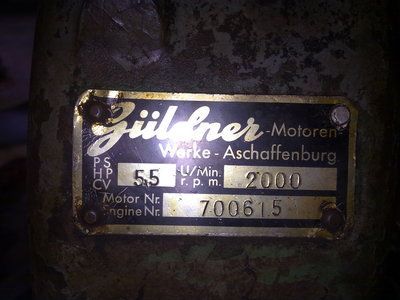 Güldner-Motoren
Werke-Aschaffenburg
PS
HP 55 U/Min. 2000
CV r.p.m.
Motor Nr. 700615
Engine Nr.